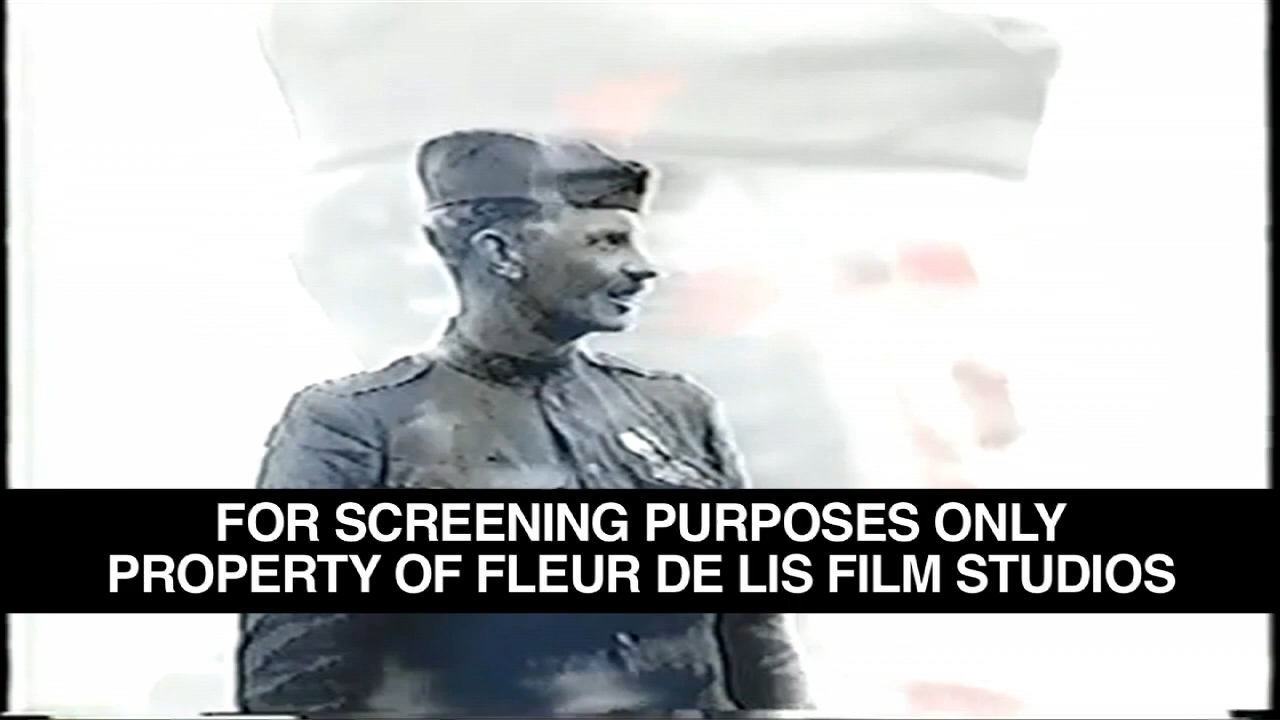 FOR SCREENING PURPOSES ONLY
PROPERTY OF FLEUR DE LIS FILM STUDIOS